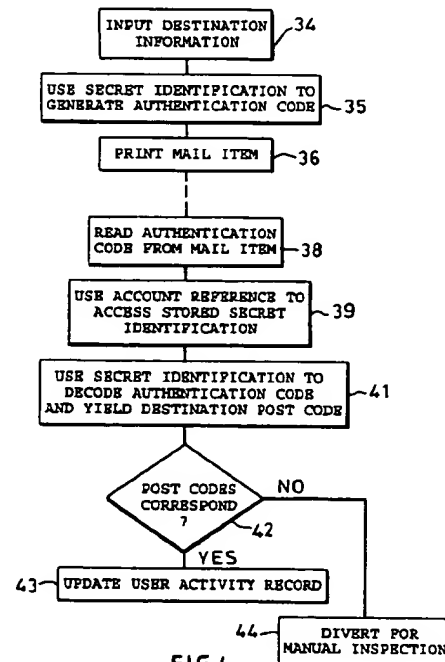 INPUT DESTINATION
INFORMATION
34
USE SECRET IDENTIFICATION TO
GENERATE AUTHENTICATION CODE
35
PRINT MAIL ITEM
36
READ AUTHENTICATION
CODE FROM MAIL ITEM
38
USE ACCOUNT REFERENCE TO
ACCESS STORED SECRET
IDENTIFICATION
39
USE SECRET IDENTIFICATION TO
DECODE AUTHENTICATION CODE
AND YIELD DESTINATION POST CODE
41
POST CODES
CORRESPOND
?
42
NO
YES
43
UPDATE USER ACTIVITY RECORD
44
DIVERT FOR
MANUAL INSPECTION